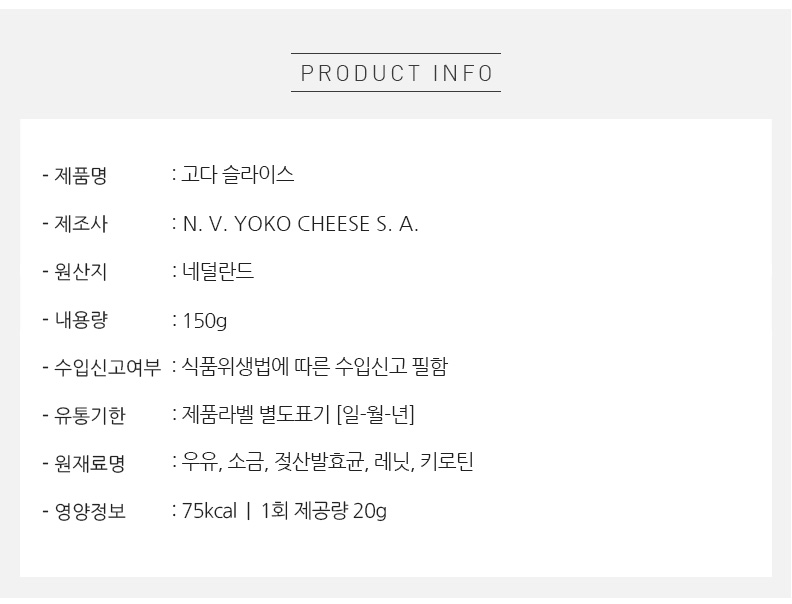 PRODUCT INFO
- 제품명 : 고다 슬라이스
- 제조사 : N. V. YOKO CHEESE S. A.
- 원산지 : 네덜란드
- 내용량 : 150g
- 수입신고여부 : 식품위생법에 따른 수입신고 필함
- 유통기한 : 제품라벨 별도표기 [일-월-년]
- 원재료명 : 우유, 소금, 젖산발효균, 레닛, 키로틴
- 영양정보 : 75kcal | 1회 제공량 20g